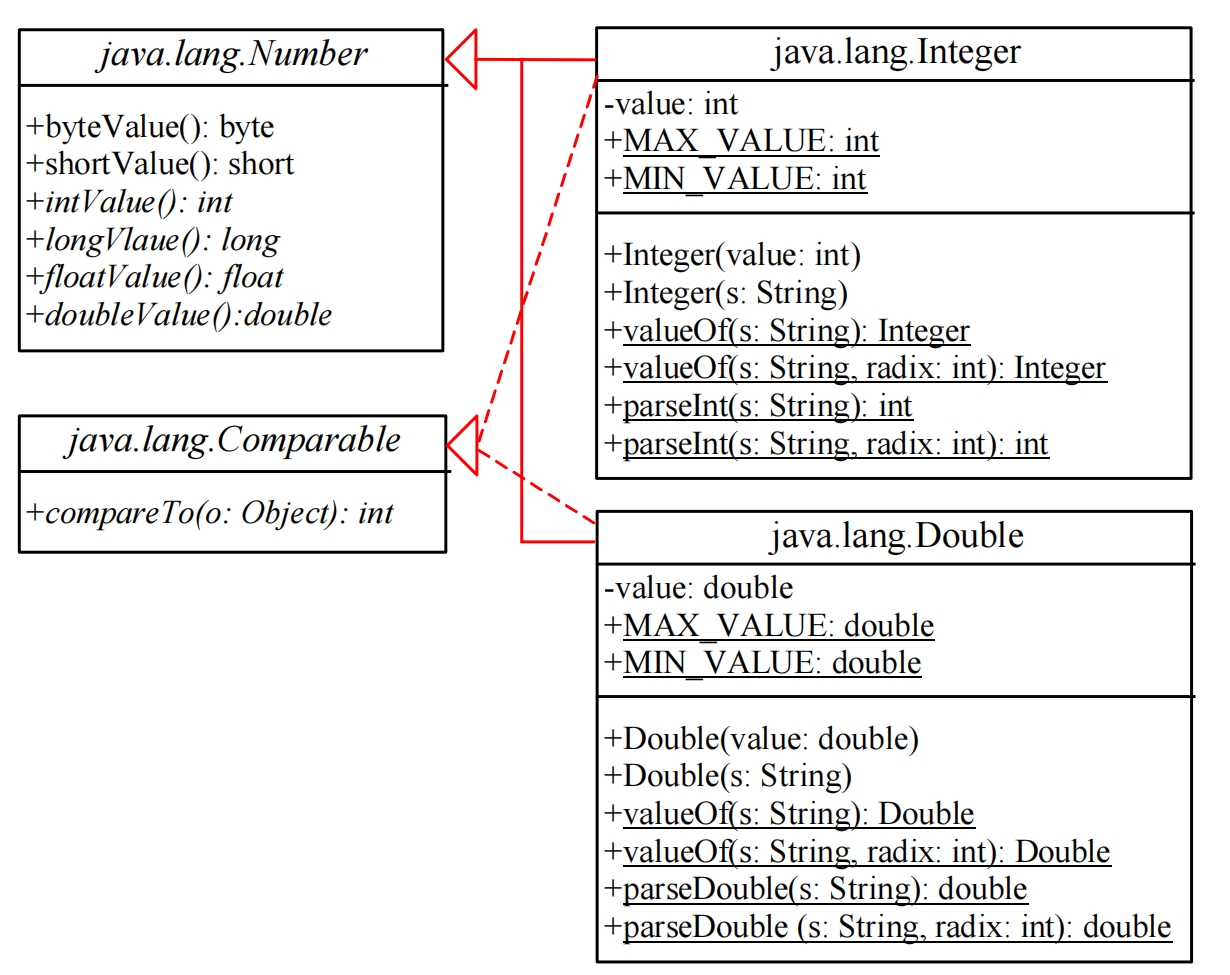 java.lang.Number
+byteValue(): byte
+shortValue(): short
+intValue(): int
+longVlaue(): long
+floatValue(): float
+doubleValue():double
java.lang.Comparable
+compareTo(o: Object): int
java.lang.Integer
-value: int
+MAX_VALUE: int
+MIN_VALUE: int
+Integer(value: int)
+Integer(s: String)
+valueOf(s: String): Integer
+valueOf(s: String, radix: int): Integer
+parseInt(s: String): int
+parseInt(s: String, radix: int): int
java.lang.Double
-value: double
+MAX_VALUE: double
+MIN_VALUE: double
+Double(value: double)
+Double(s: String)
+valueOf(s: String): Double
+valueOf(s: String, radix: int): Double
+parseDouble(s: String): double
+parseDouble (s: String, radix: int): double